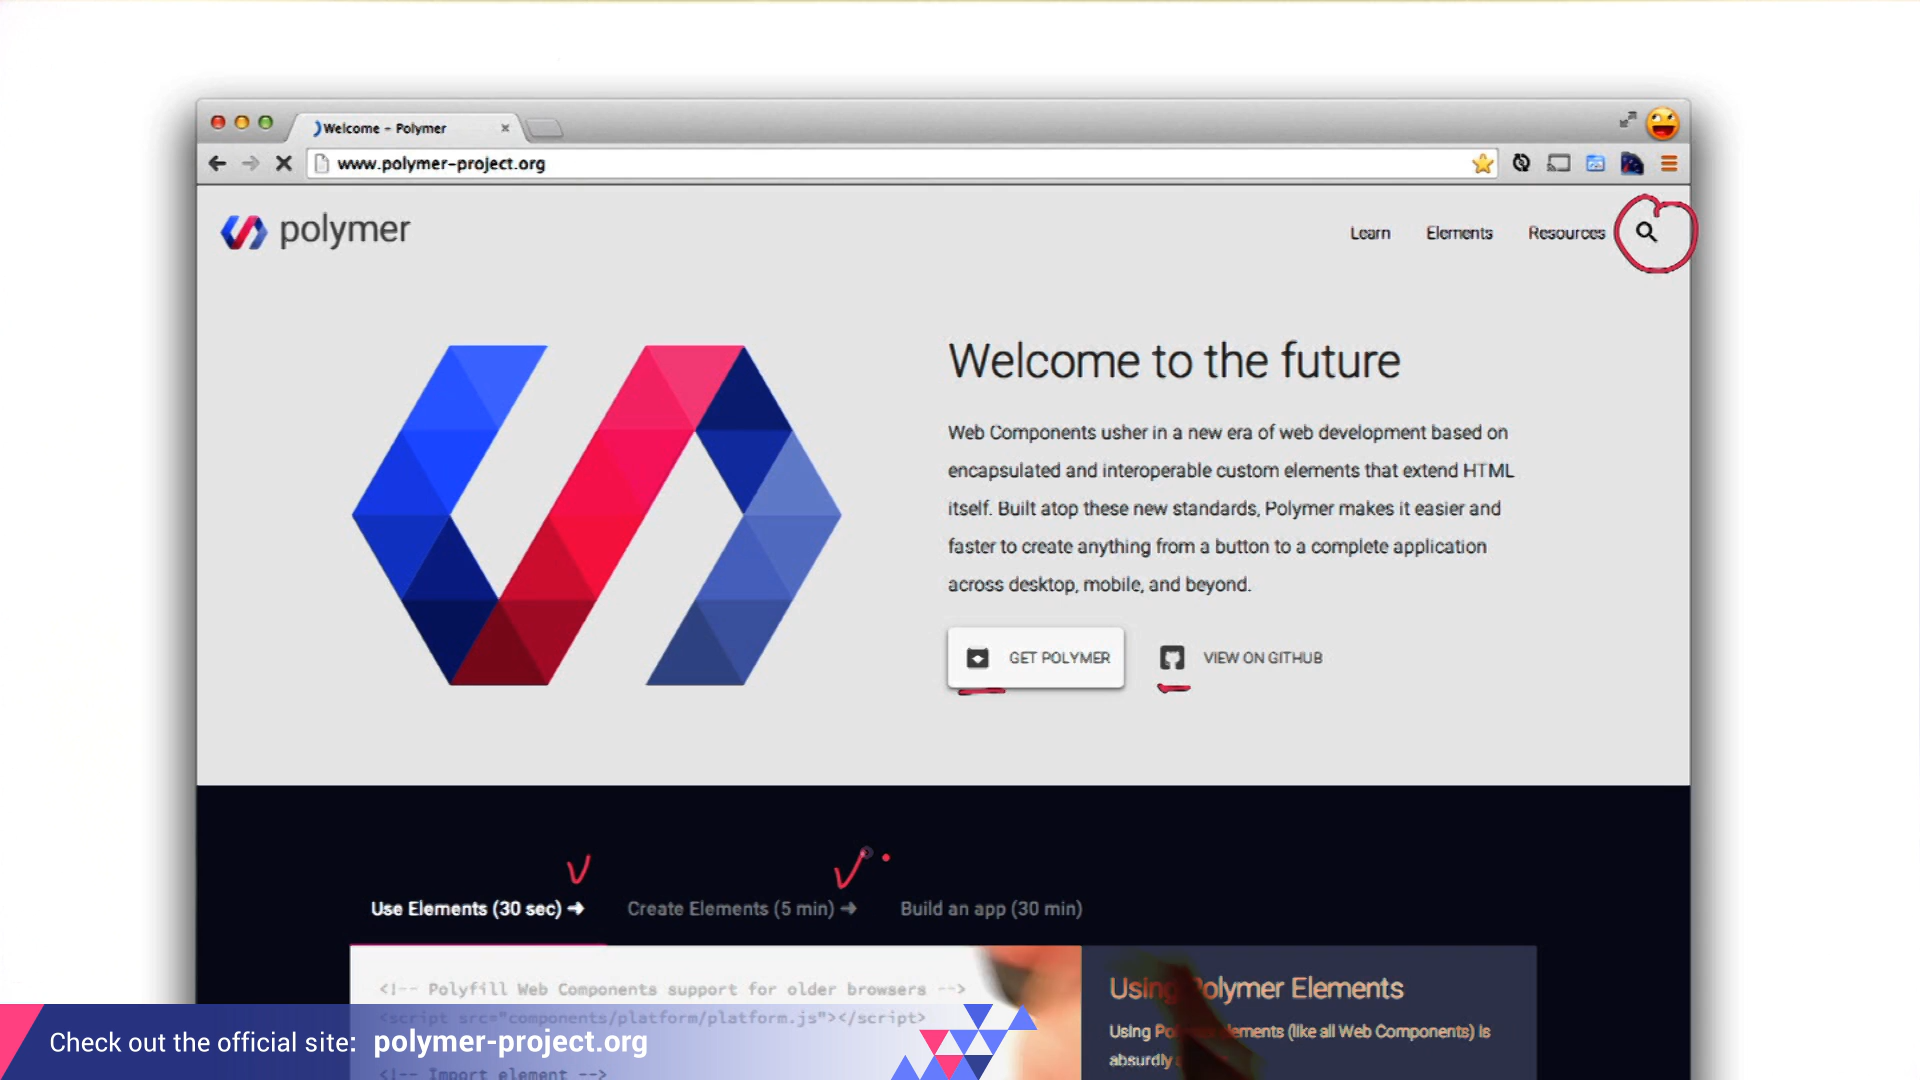 Welcome - Polymer
www.polymer-project.org
polymer
Learn Elements Resources
Welcome to the future
Web Components usher in a new era of web development based on
encapsulated and interoperable custom elements that extend HTML
itself. Built atop these new standards, Polymer makes it easier and
faster to create anything from a button to a complete application
across desktop, mobile, and beyond.
GET POLYMER VIEW ON GITHUB
Use Elements (30 sec) → Create Elements (5 min) → Build an app (30 min)
<!-- Polyfill Web Components support for older browsers -->
<script src="components/platform/platform.js"></script>
<!-- Import element -->
Using Polymer Elements
Using elements (like all Web Components) is
absurdly
Check out the official site: polymer-project.org